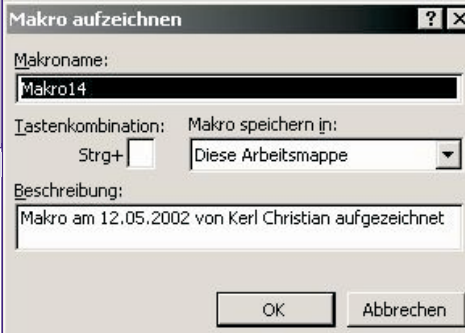 Makro aufzeichnen
Makroname:
Makro14
Tastenkombination: Makro speichern in:
Strg+ Diese Arbeitsmappe
Beschreibung:
Makro am 12.05.2002 von Kerl Christian aufgezeichnet
OK Abbrechen